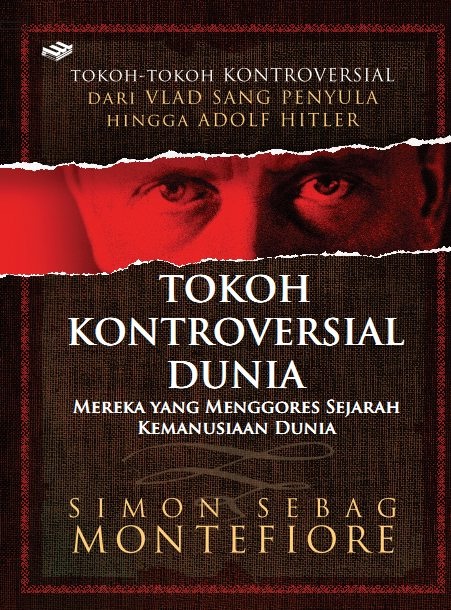 TOKOH-TOKOH KONTROVERSIAL
DARI VLAD SANG PENYULA
HINGGA ADOLF HITLER
TOKOH
KONTROVERSIAL
DUNIA
MEREKA YANG MENGGORES SEJARAH
KEMANUSIAAN DUNIA
SIMON SEBAG
MONTEFIORE